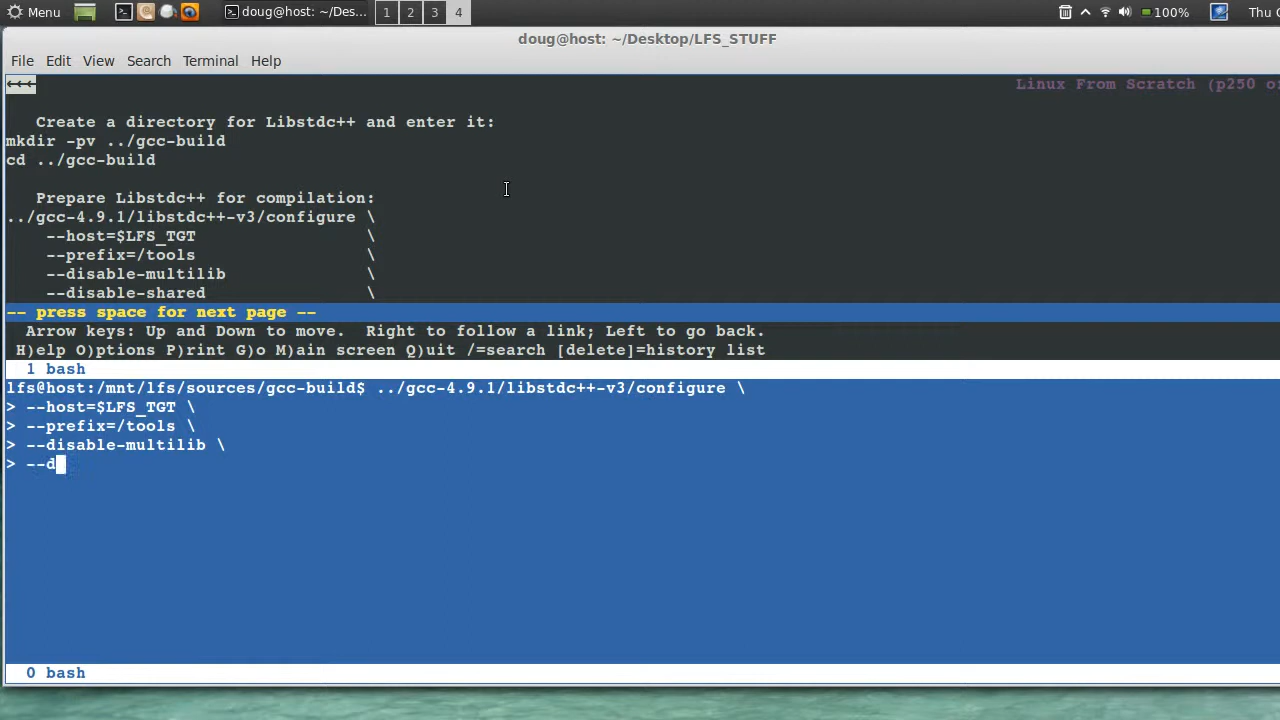 Menu doug@host: ~/Des... 1 2 3 4 100% Thu
doug@host: ~/Desktop/LFS_STUFF
File Edit View Search Terminal Help
←←← Linux From Scratch (p250 of
Create a directory for Libstdc++ and enter it:
mkdir -pv ../gcc-build
cd ../gcc-build
Prepare Libstdc++ for compilation:
../gcc-4.9.1/libstdc++-v3/configure \
--host=$LFS_TGT \
--prefix=/tools \
--disable-multilib \
--disable-shared \
-- press space for next page --
Arrow keys: Up and Down to move. Right to follow a link; Left to go back.
H)elp O)ptions P)rint G)o M)ain screen Q)uit /=search [delete]=history list
1 bash
lfs@host:/mnt/lfs/sources/gcc-build$ ../gcc-4.9.1/libstdc++-v3/configure \
> --host=$LFS_TGT \
> --prefix=/tools \
> --disable-multilib \
> --d
0 bash